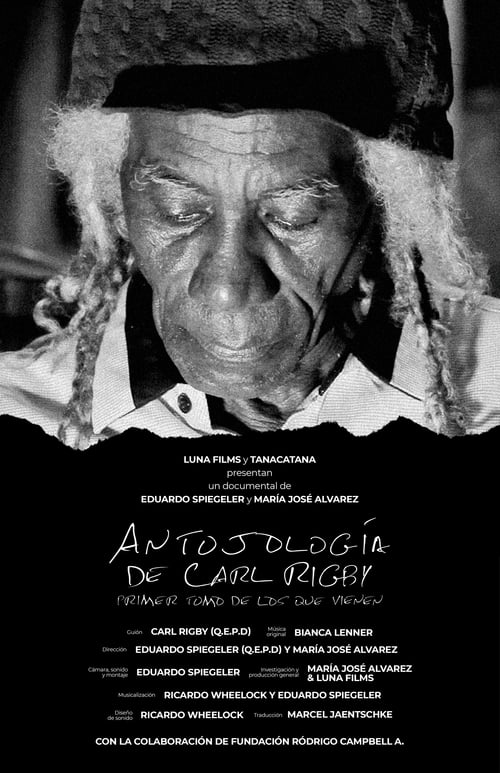 LUNA FILMS y TANACATANA
presentan
un documental de
EDUARDO SPIEGELER y MARÍA JOSÉ ALVAREZ
ANTOJOLOGÍA
DE CARL RIGBY
PRIMER TOMO DE LOS QUE VIENEN
Guión CARL RIGBY (Q.E.P.D) Música original BIANCA LENNER
Dirección EDUARDO SPIEGELER (Q.E.P.D) Y MARÍA JOSÉ ALVAREZ
Cámara, sonido y montaje EDUARDO SPIEGELER Investigación y producción general MARÍA JOSÉ ALVAREZ & LUNA FILMS
Musicalización RICARDO WHEELOCK Y EDUARDO SPIEGELER
Diseño de sonido RICARDO WHEELOCK Traducción MARCEL JAENTSCHKE
CON LA COLABORACIÓN DE FUNDACIÓN RÓDRIGO CAMPBELL A.